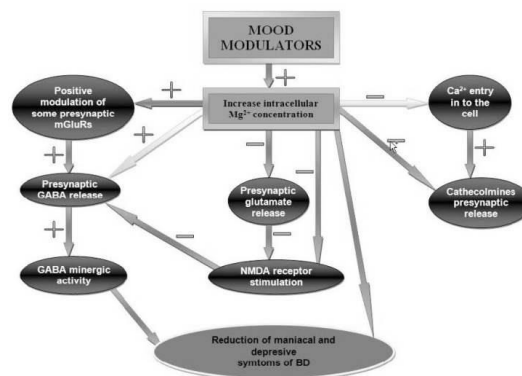 MOOD
MODULATORS
+
+
Increase intracellular
Mg²⁺ concentration
−
Positive
modulation of
some presynaptic
mGluRs
Ca²⁺ entry
in to the
cell
+
+
−
−
−
+
Presynaptic
GABA release
Presynaptic
glutamate
release
Cathecolmines
presynaptic
release
+
−
−
GABA minergic
activity
NMDA receptor
stimulation
Reduction of maniacal and
depresive
symtoms of BD